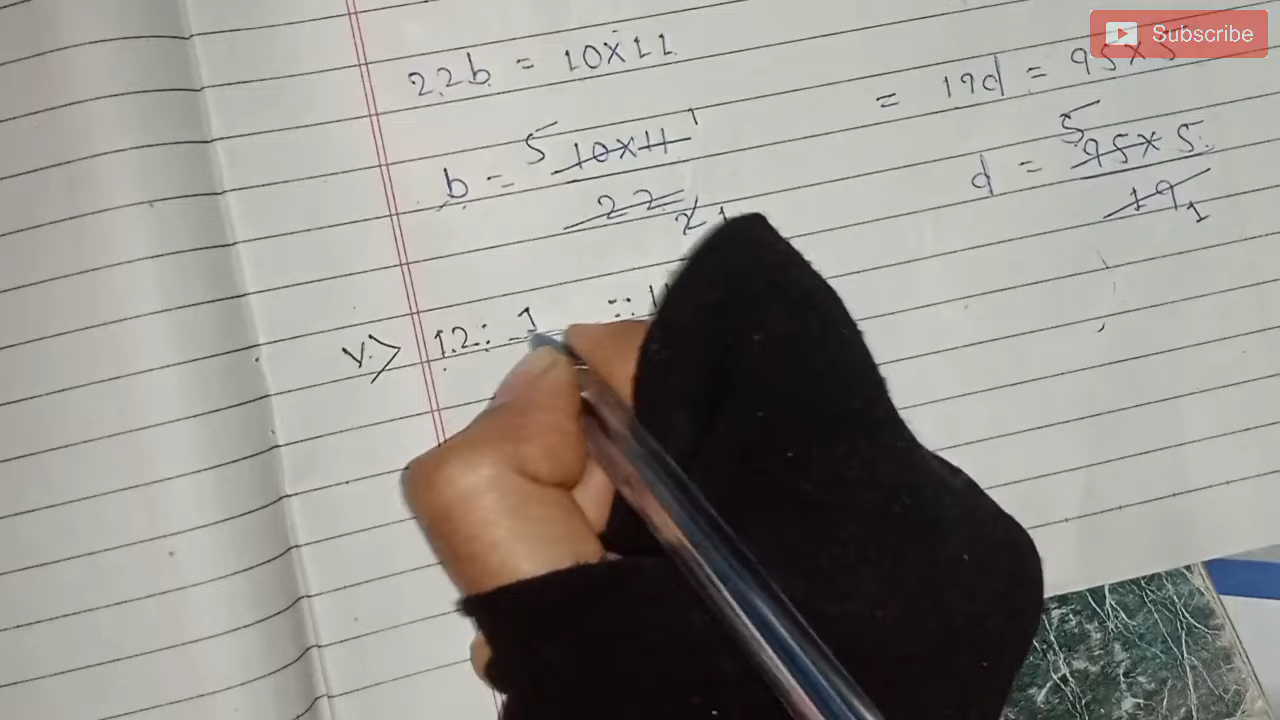 Subscribe
22b = 10×11
= 19d = 95×5
b = 5 10×11 1
22 2 1
d = 5 95×5
19 1
v.> 12: 1 ::